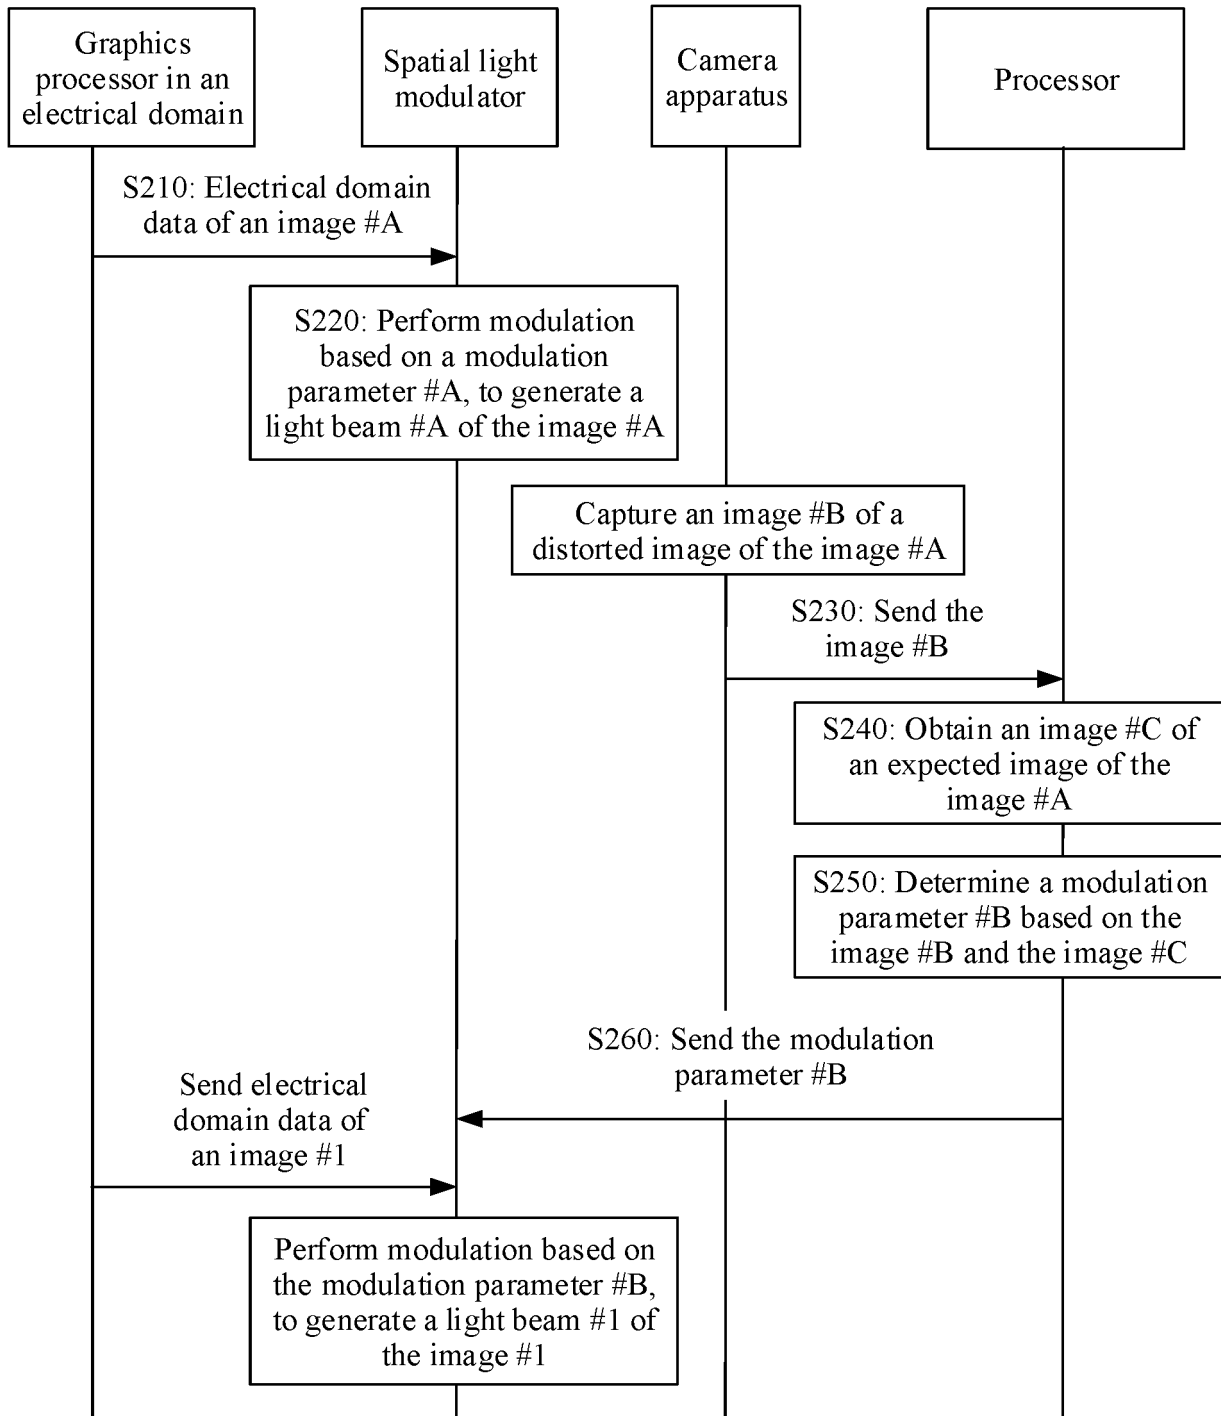 Graphics
processor in an
electrical domain
Spatial light
modulator
Camera
apparatus
Processor
S210: Electrical domain
data of an image #A
S220: Perform modulation
based on a modulation
parameter #A, to generate a
light beam #A of the image #A
Capture an image #B of a
distorted image of the image #A
S230: Send the
image #B
S240: Obtain an image #C of
an expected image of the
image #A
S250: Determine a modulation
parameter #B based on the
image #B and the image #C
S260: Send the modulation
parameter #B
Send electrical
domain data of
an image #1
Perform modulation based on
the modulation parameter #B,
to generate a light beam #1 of
the image #1